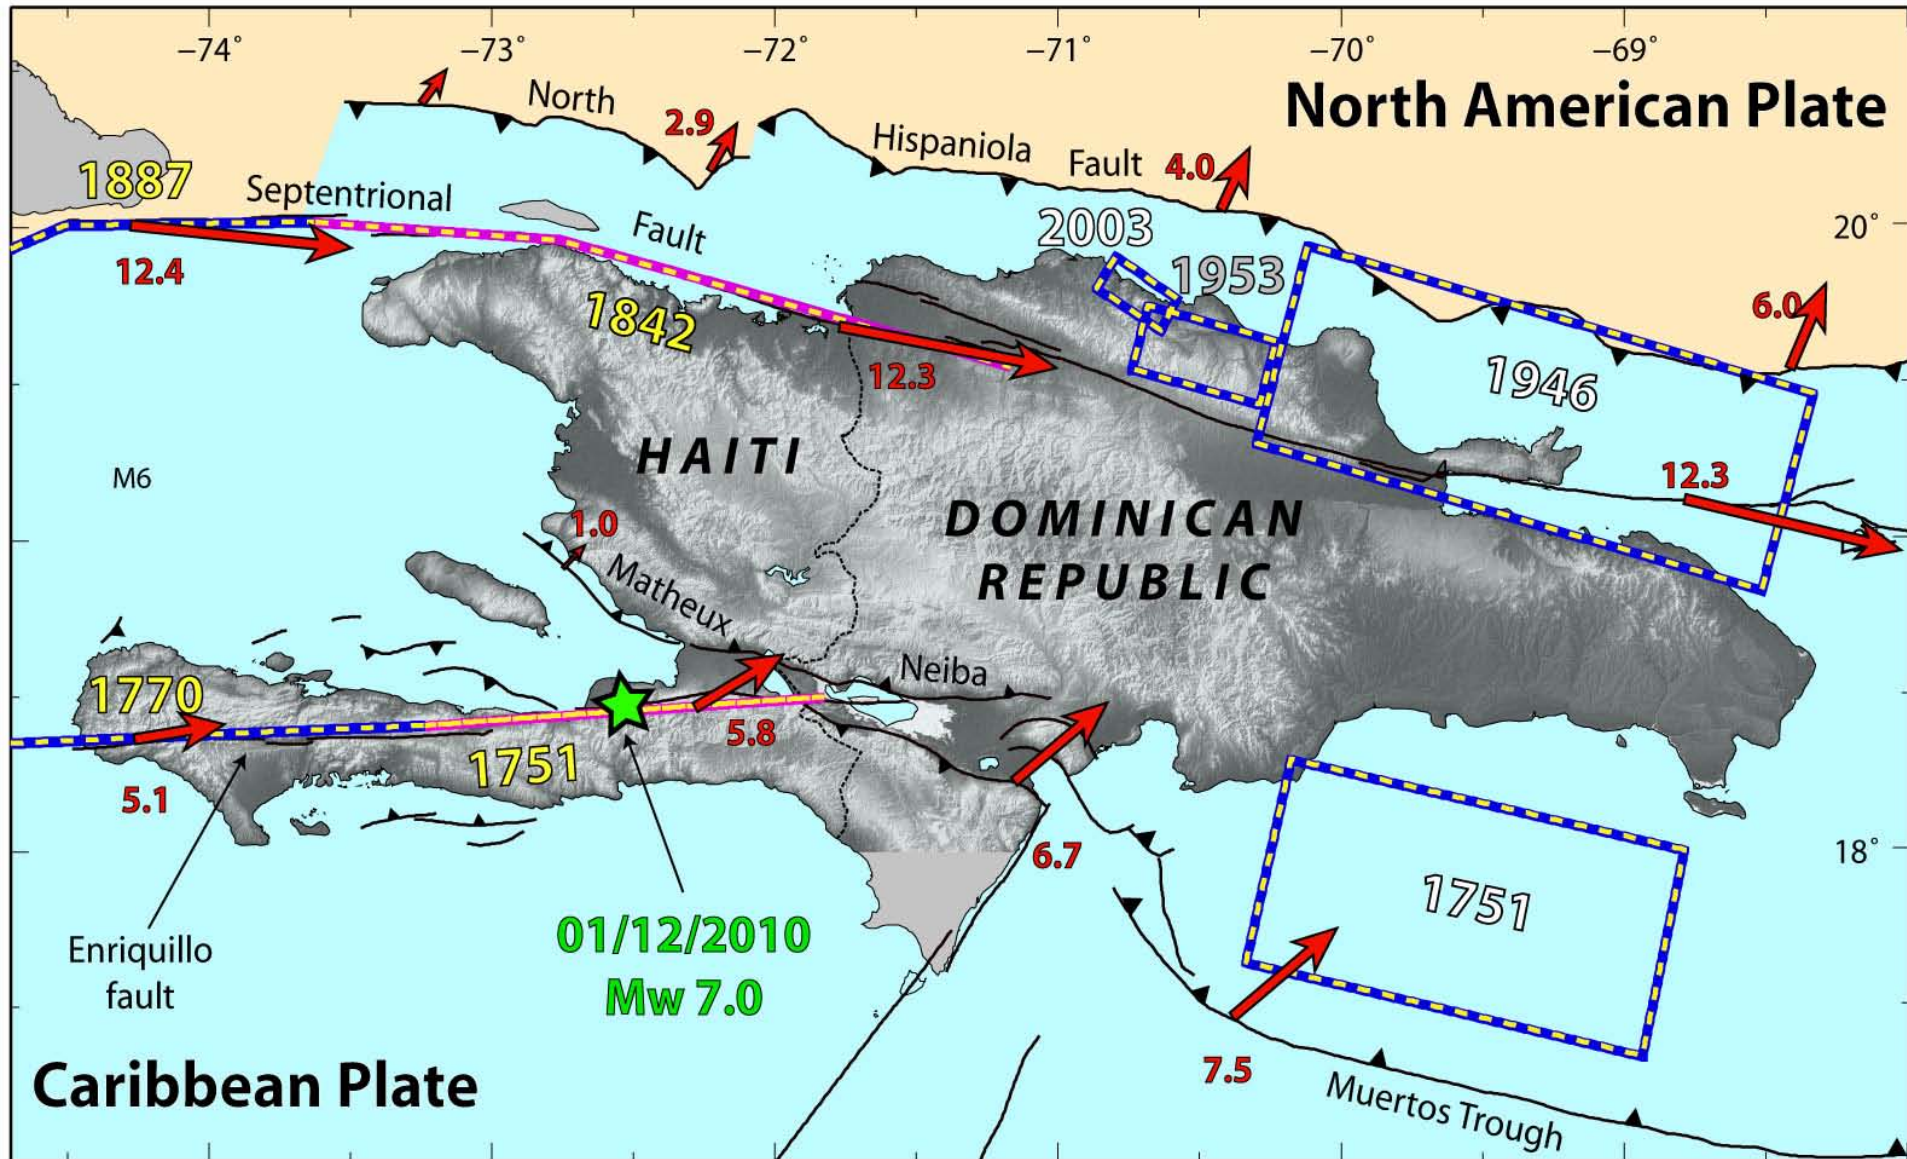 −74° −73° −72° −71° −70° −69°
North American Plate
North
2.9
Hispaniola
Fault
4.0
1887
Septentrional
Fault
2003
20°
12.4
1953
1842
6.0
12.3
1946
HAITI
M6
12.3
DOMINICAN
REPUBLIC
1.0
Matheux
Neiba
1770
5.8
1751
5.1
6.7
18°
1751
01/12/2010
Mw 7.0
Enriquillo
fault
7.5
Caribbean Plate
Muertos Trough